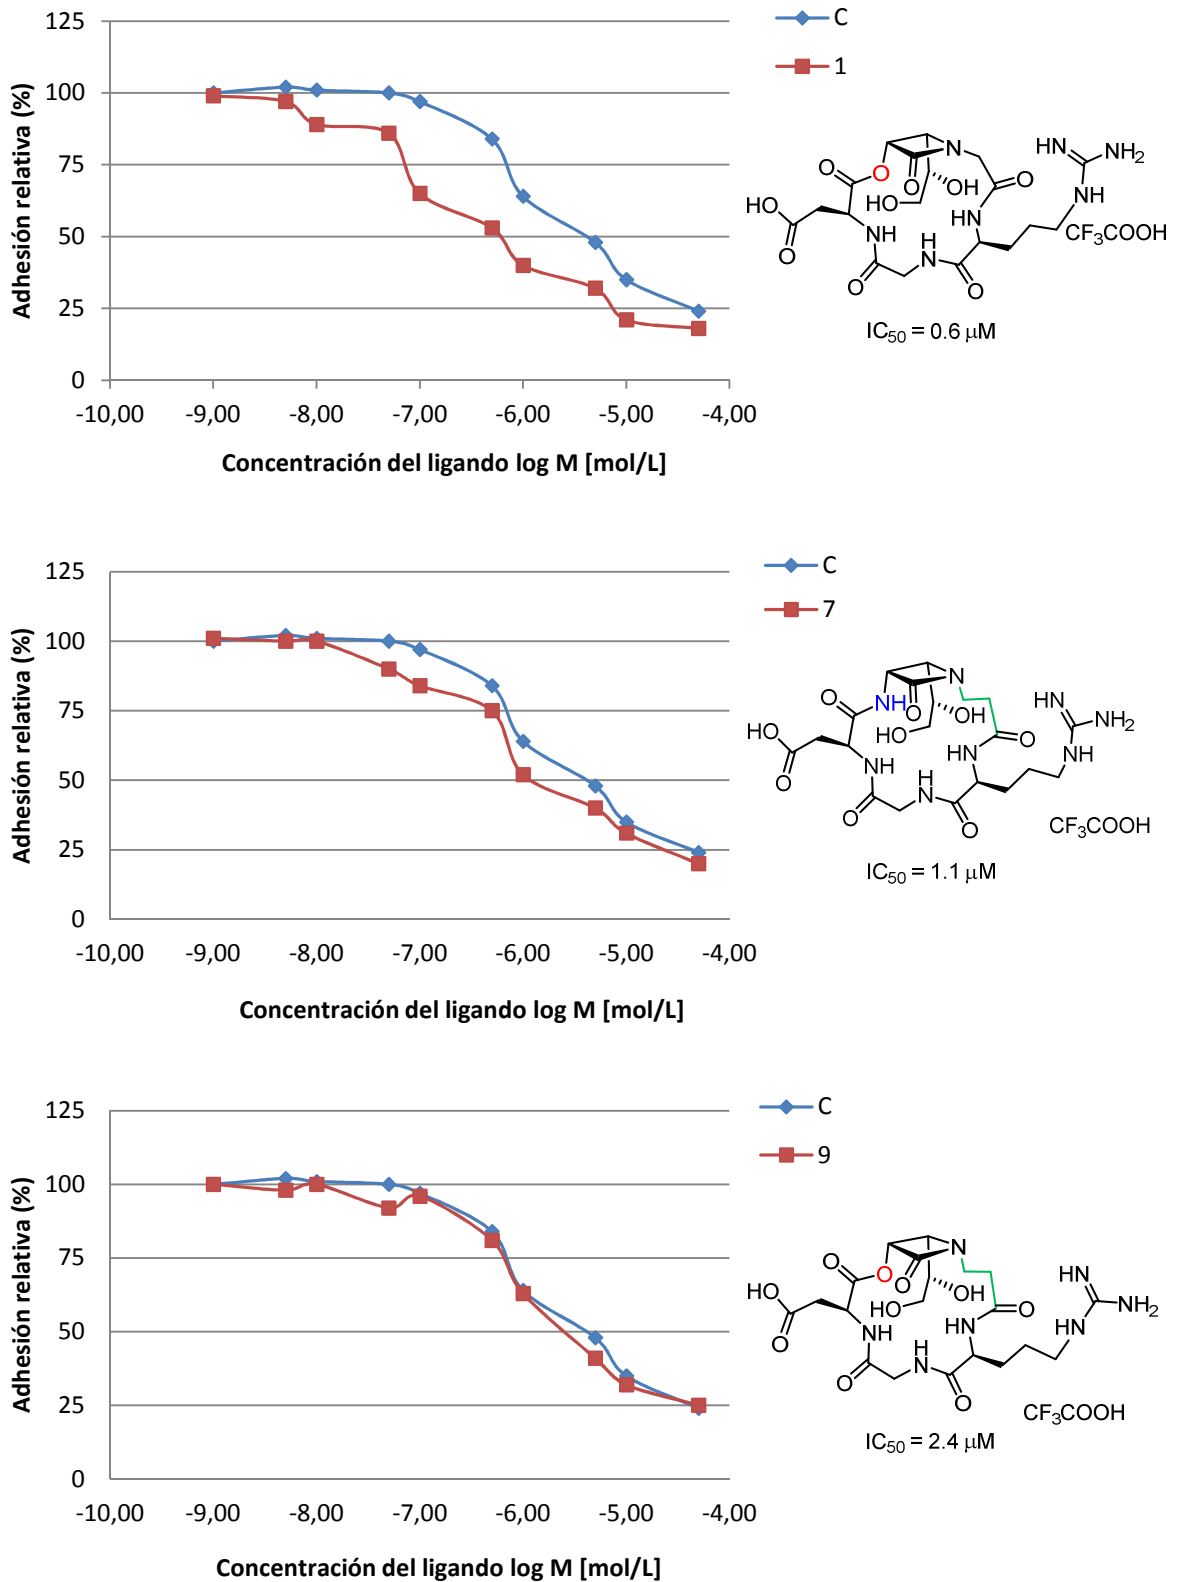 Adhesión relativa (%)
125
100
75
50
25
0
-10,00 -9,00 -8,00 -7,00 -6,00 -5,00 -4,00
Concentración del ligando log M [mol/L]
C
1
O O N O OH HO O HN NH2 NH
HO O NH O H N O HN CF3COOH
IC50 = 0.6 µM
Adhesión relativa (%)
125
100
75
50
25
0
-10,00 -9,00 -8,00 -7,00 -6,00 -5,00 -4,00
Concentración del ligando log M [mol/L]
C
7
O NH N O OH HO O HN NH2 NH
HO O NH O H N O HN
CF3COOH
IC50 = 1.1 µM
Adhesión relativa (%)
125
100
75
50
25
0
-10,00 -9,00 -8,00 -7,00 -6,00 -5,00 -4,00
Concentración del ligando log M [mol/L]
C
9
O O N O OH HO O HN NH2 NH
HO O NH O H N O HN
CF3COOH
IC50 = 2.4 µM